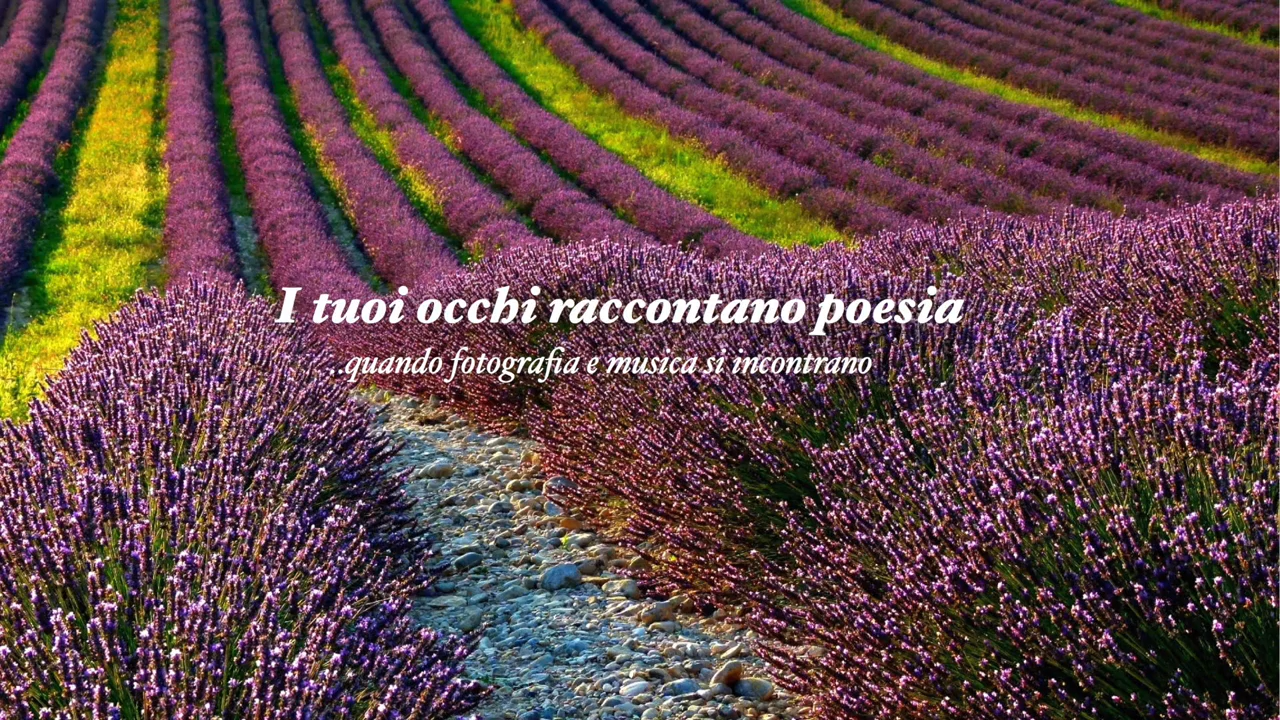 I tuoi occhi raccontano poesia
..quando fotografia e musica si incontrano